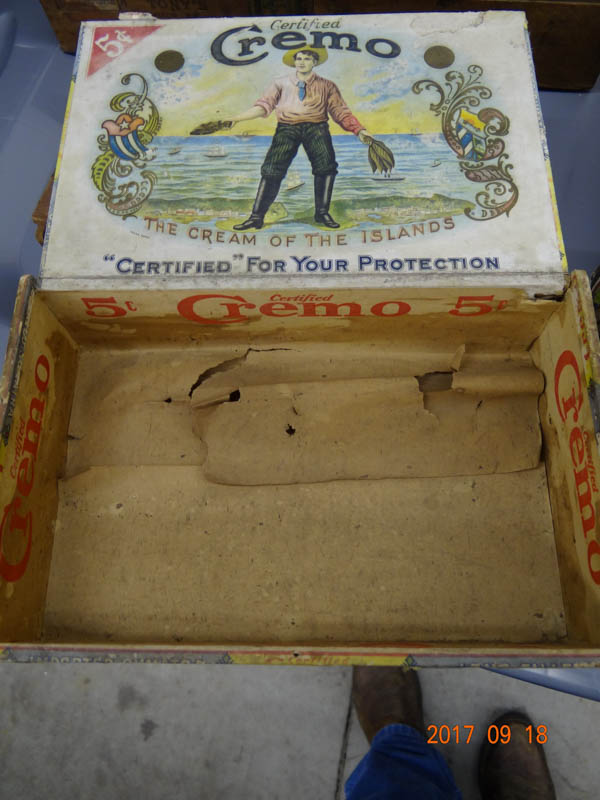 5¢
Certified
Cremo
THE CREAM OF THE ISLANDS
"CERTIFIED" FOR YOUR PROTECTION
5¢ Certified Cremo 5¢
Certified
Cremo
Certified
Cremo
2017 09 18